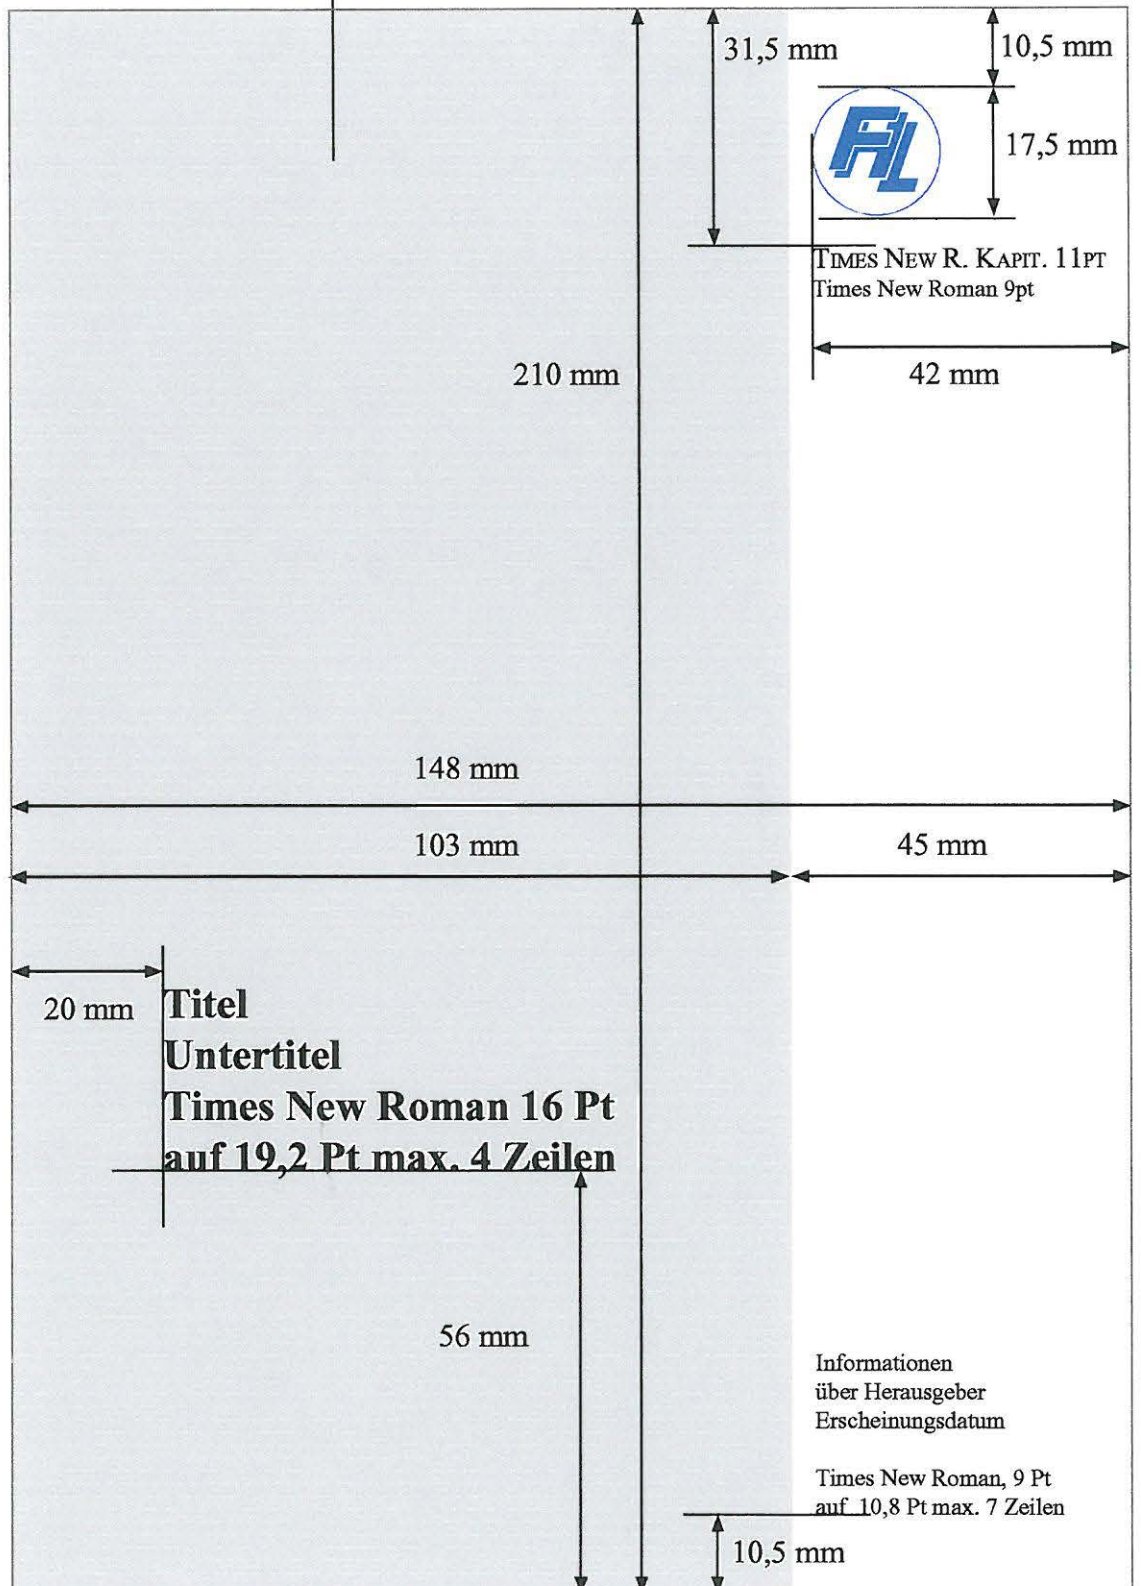 31,5 mm
10,5 mm
17,5 mm
FHL
TIMES NEW R. KAPIT. 11PT
Times New Roman 9pt
210 mm
42 mm
148 mm
103 mm
45 mm
20 mm
Titel
Untertitel
Times New Roman 16 Pt
auf 19,2 Pt max. 4 Zeilen
56 mm
Informationen
über Herausgeber
Erscheinungsdatum
Times New Roman, 9 Pt
auf 10,8 Pt max. 7 Zeilen
10,5 mm